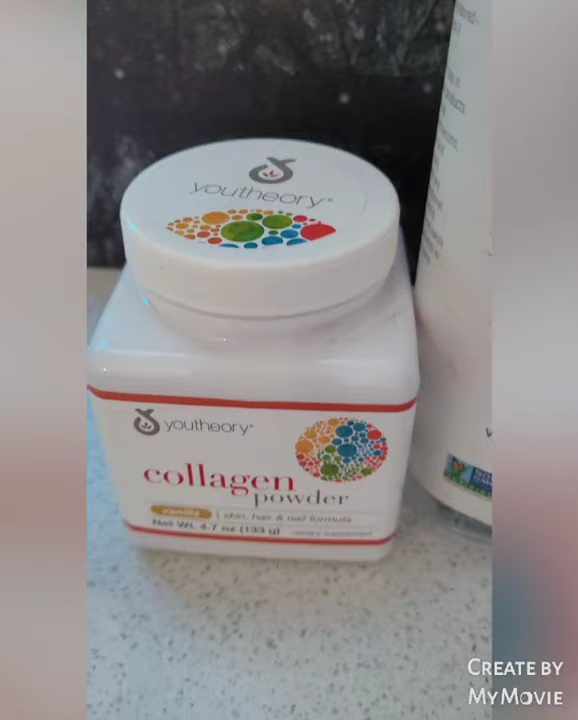 youtheory®
youtheory®
collagen
powder
vanilla | skin, hair & nail formula
Net Wt. 4.7 oz (133 g) dietary supplement
CREATE BY
MYMOVIE